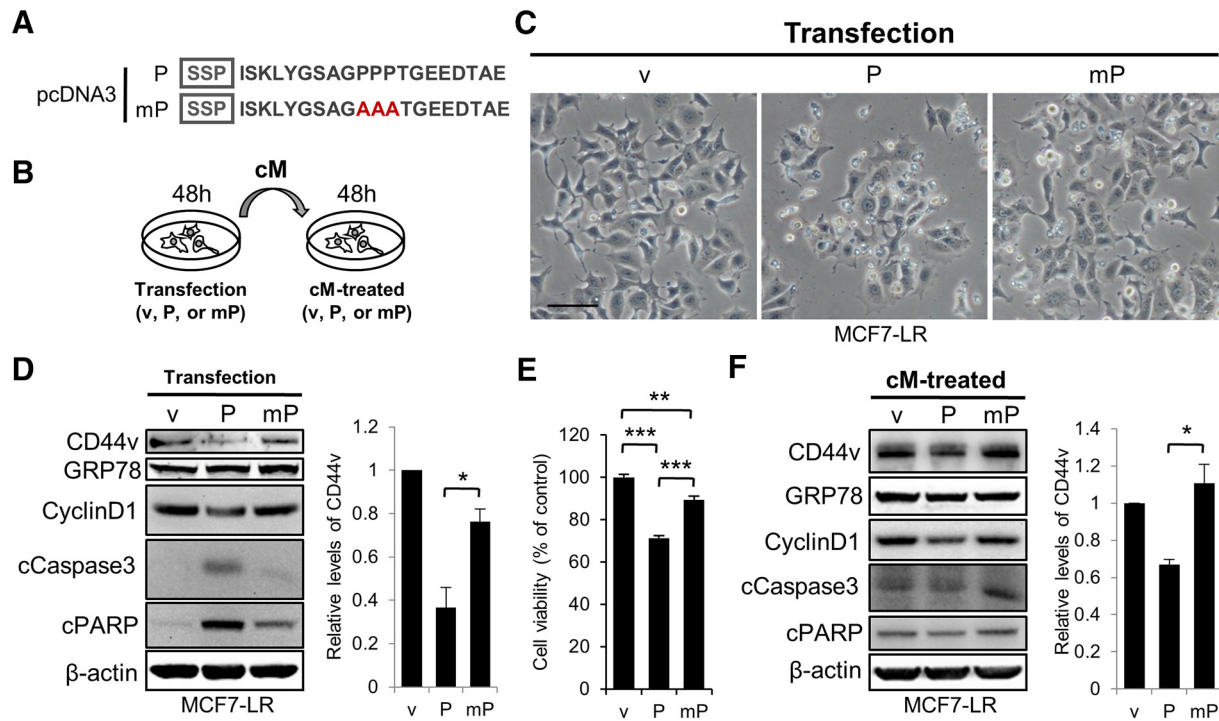 A
P SSP ISKLYGSAGPPPTGEEDTAE
pcDNA3
mP SSP ISKLYGSAGAAATGEEDTAE
B
cM
48h 48h
Transfection cM-treated
(v, P, or mP) (v, P, or mP)
C
Transfection
v P mP
MCF7-LR
D
Transfection
v P mP
CD44v
GRP78
CyclinD1
cCaspase3
cPARP
β-actin
MCF7-LR
Relative levels of CD44v
1.2
1
0.8
0.6
0.4
0.2
0
*
v P mP
E
Cell viability (% of control)
120
100
80
60
40
20
0
**
*** ***
v P mP
F
cM-treated
v P mP
CD44v
GRP78
CyclinD1
cCaspase3
cPARP
β-actin
MCF7-LR
Relative levels of CD44v
1.4
1.2
1
0.8
0.6
0.4
0.2
0
*
v P mP